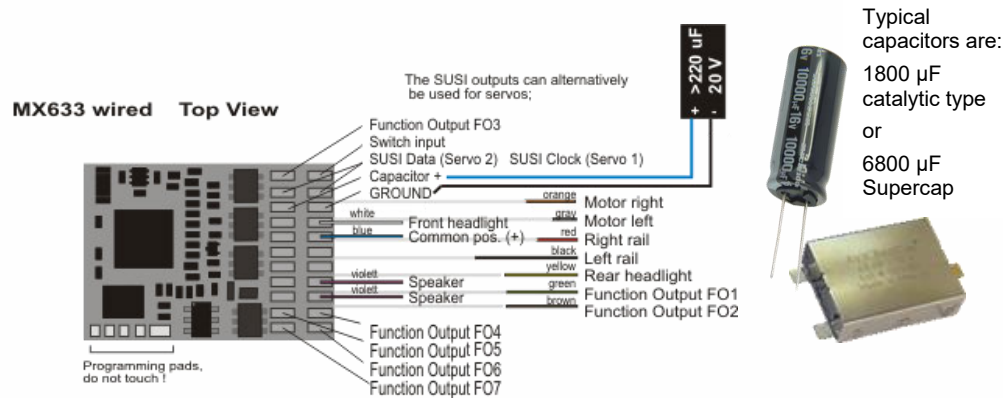 MX633 wired Top View
The SUSI outputs can alternatively
be used for servos;
+ >220 uF
- 20 V
Function Output FO3
Switch input
SUSI Data (Servo 2) SUSI Clock (Servo 1)
Capacitor +
GROUND
orange
Motor right
white
Front headlight
gray
Motor left
blue
Common pos. (+)
red
Right rail
black
Left rail
yellow
Rear headlight
violett
Speaker
green
Function Output FO1
violett
Speaker
brown
Function Output FO2
Function Output FO4
Function Output FO5
Function Output FO6
Function Output FO7
Programming pads,
do not touch !
6v 10000µF16v 10000
Typical
capacitors are:
1800 µF
catalytic type
or
6800 µF
Supercap